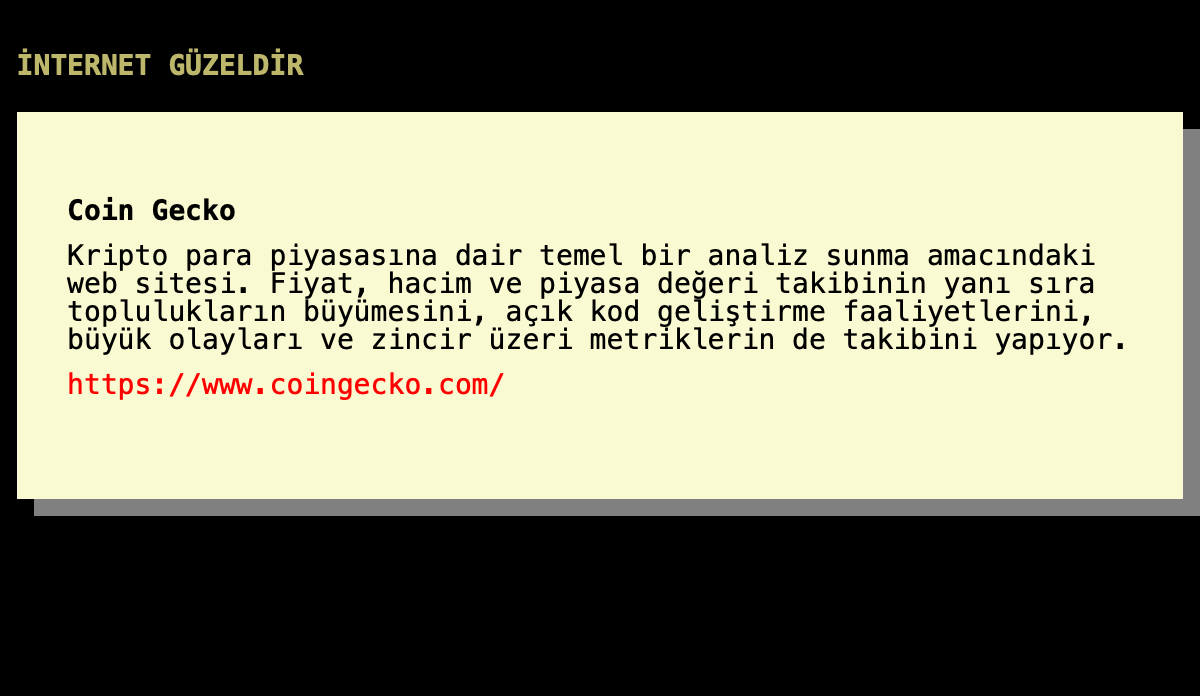 İNTERNET GÜZELDİR
Coin Gecko
Kripto para piyasasına dair temel bir analiz sunma amacındaki
web sitesi. Fiyat, hacim ve piyasa değeri takibinin yanı sıra
toplulukların büyümesini, açık kod geliştirme faaliyetlerini,
büyük olayları ve zincir üzeri metriklerin de takibini yapıyor.
https://www.coingecko.com/